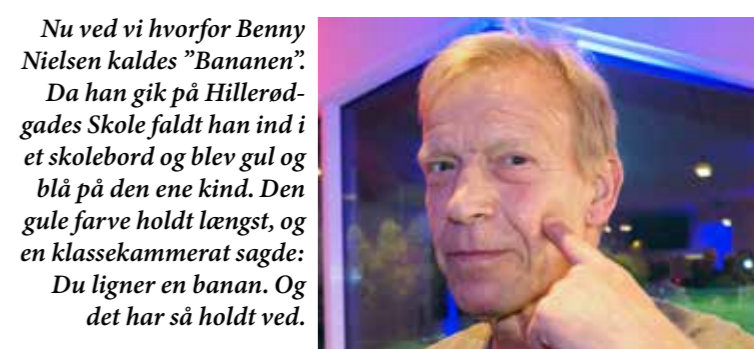 Nu ved vi hvorfor Benny
Nielsen kaldes ”Bananen”.
Da han gik på Hillerød-
gades Skole faldt han ind i
et skolebord og blev gul og
blå på den ene kind. Den
gule farve holdt længst, og
en klassekammerat sagde:
Du ligner en banan. Og
det har så holdt ved.